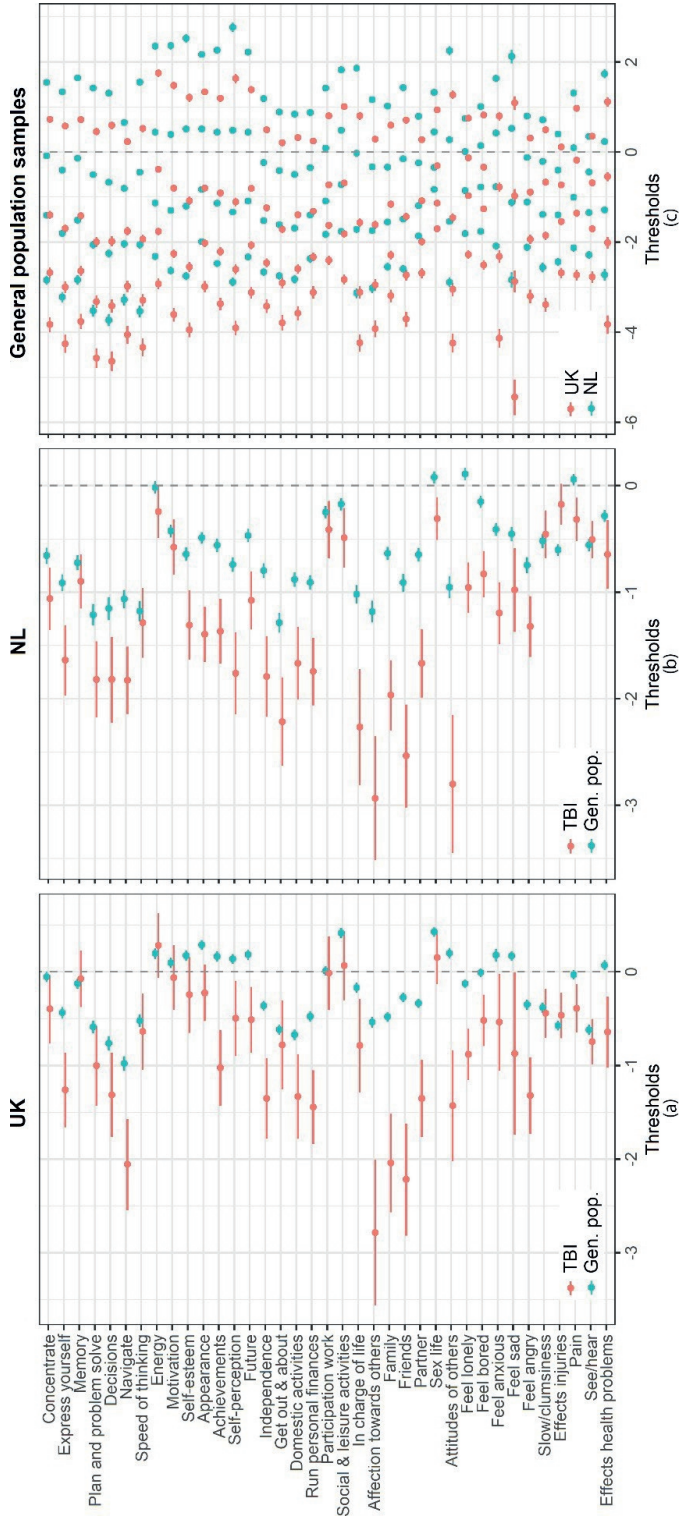 UK
Concentrate
Express yourself
Memory
Plan and problem solve
Decisions
Navigate
Speed of thinking
Energy
Motivation
Self-esteem
Appearance
Achievements
Self-perception
Future
Independence
Get out & about
Domestic activities
Run personal finances
Participation work
Social & leisure activities
In charge of life
Affection towards others
Family
Friends
Partner
Sex life
Attitudes of others
Feel lonely
Feel bored
Feel anxious
Feel sad
Feel angry
Slow/clumsiness
Effects injuries
Pain
See/hear
Effects health problems
TBI
Gen. pop.
-3 -2 -1 0
Thresholds
(a)
NL
TBI
Gen. pop.
-3 -2 -1 0
Thresholds
(b)
General population samples
UK
NL
-6 -4 -2 0 2
Thresholds
(c)